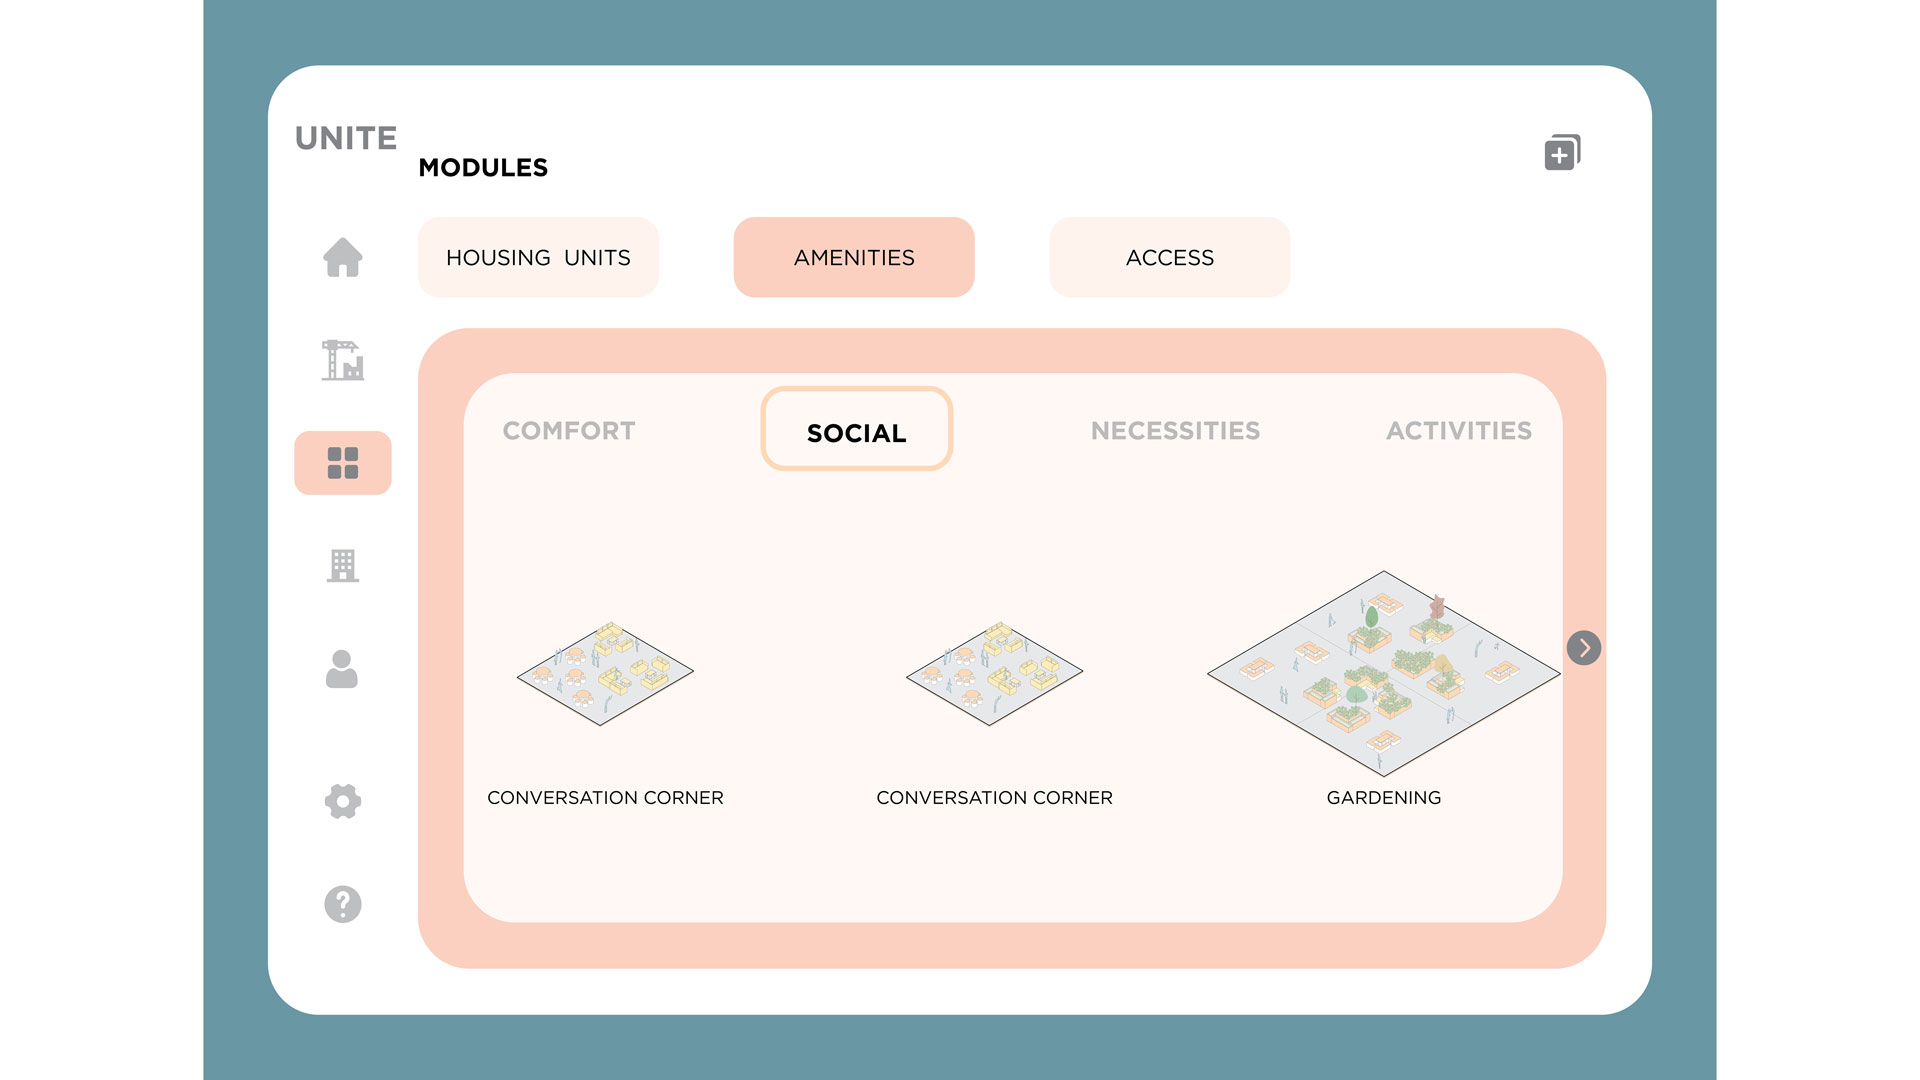 UNITE
MODULES
HOUSING UNITS
AMENITIES
ACCESS
COMFORT
SOCIAL
NECESSITIES
ACTIVITIES
CONVERSATION CORNER
CONVERSATION CORNER
GARDENING